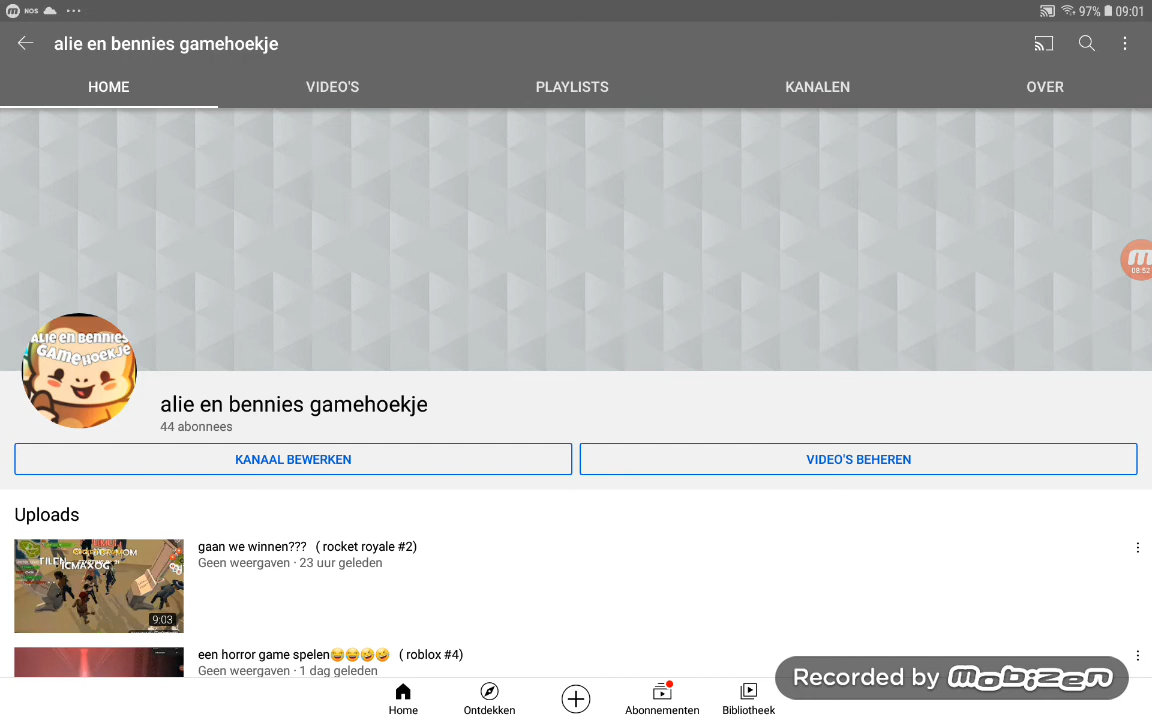 NOS 97% 09:01
alie en bennies gamehoekje
HOME VIDEO'S PLAYLISTS KANALEN OVER
08:52
ALIE EN BENNIES
GAMEHOEKJE
alie en bennies gamehoekje
44 abonnees
KANAAL BEWERKEN VIDEO'S BEHEREN
Uploads
gaan we winnen??? ( rocket royale #2)
Geen weergaven · 23 uur geleden
9:03
een horror game spelen😂😂🤣🤣 ( roblox #4)
Geen weergaven · 1 dag geleden
Recorded by mobizen
Home Ontdekken Abonnementen Bibliotheek